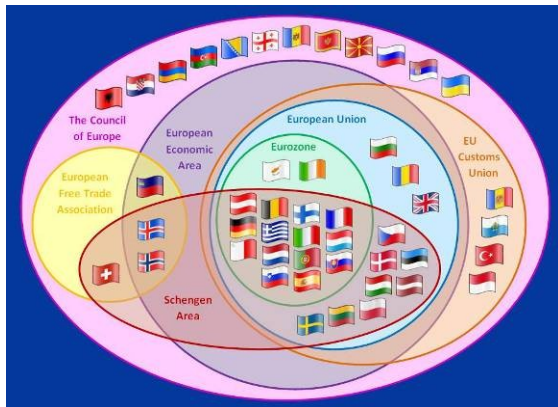 The Council
of Europe
European
Economic
Area
European Union
Eurozone
EU
Customs
Union
European
Free Trade
Association
Schengen
Area